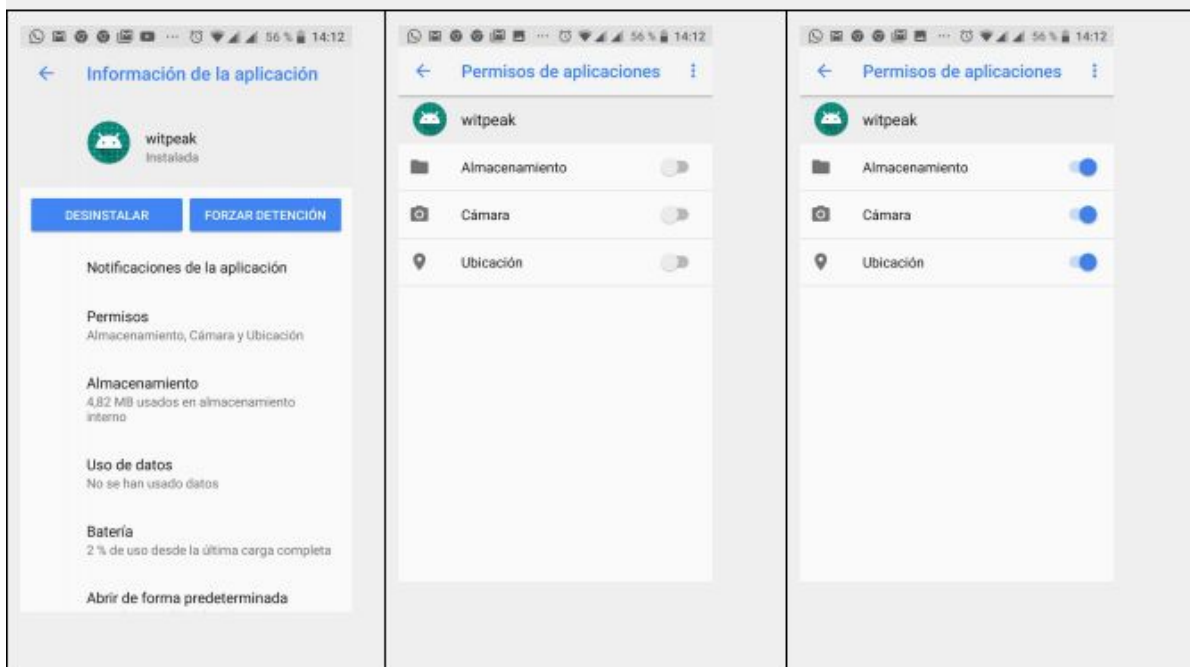 56 % 14:12
Información de la aplicación
witpeak
Instalada
DESINSTALAR
FORZAR DETENCIÓN
Notificaciones de la aplicación
Permisos
Almacenamiento, Cámara y Ubicación
Almacenamiento
4,82 MB usados en almacenamiento
interno
Uso de datos
No se han usado datos
Batería
2 % de uso desde la última carga completa
Abrir de forma predeterminada
56 % 14:12
Permisos de aplicaciones
witpeak
Almacenamiento
Cámara
Ubicación
56 % 14:12
Permisos de aplicaciones
witpeak
Almacenamiento
Cámara
Ubicación